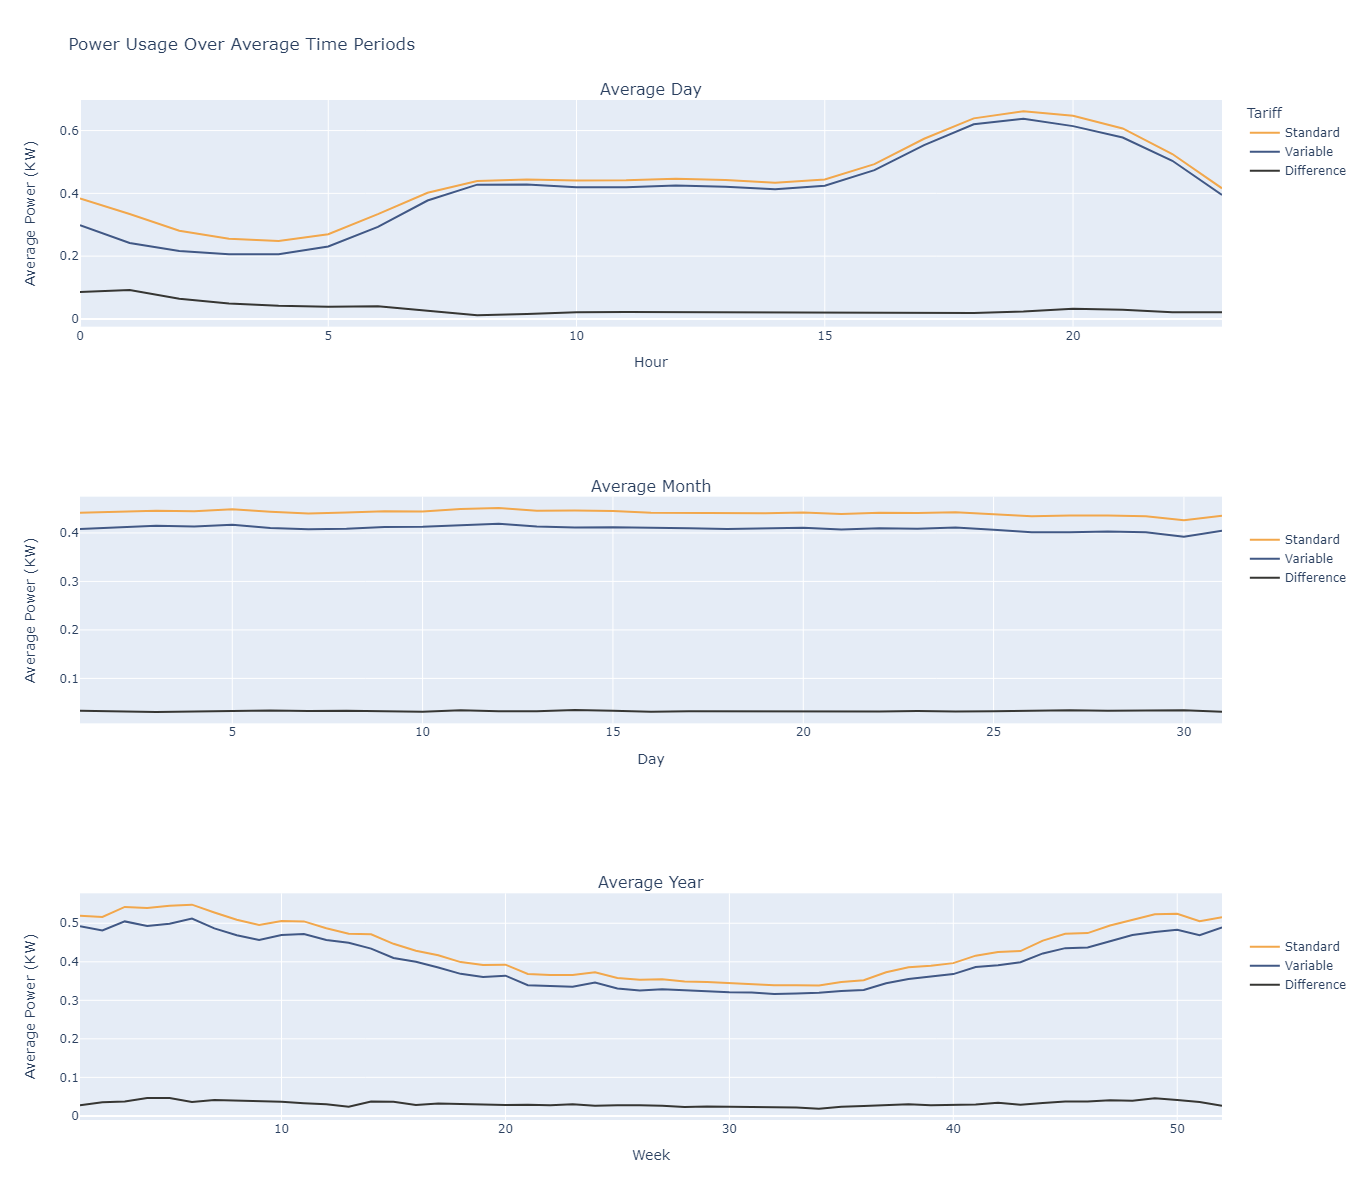 Power Usage Over Average Time Periods
Average Day
Average Power (KW)
0.6
0.4
0.2
0
0 5 10 15 20
Hour
Tariff
Standard
Variable
Difference
Average Month
Average Power (KW)
0.4
0.3
0.2
0.1
5 10 15 20 25 30
Day
Standard
Variable
Difference
Average Year
Average Power (KW)
0.5
0.4
0.3
0.2
0.1
0
10 20 30 40 50
Week
Standard
Variable
Difference